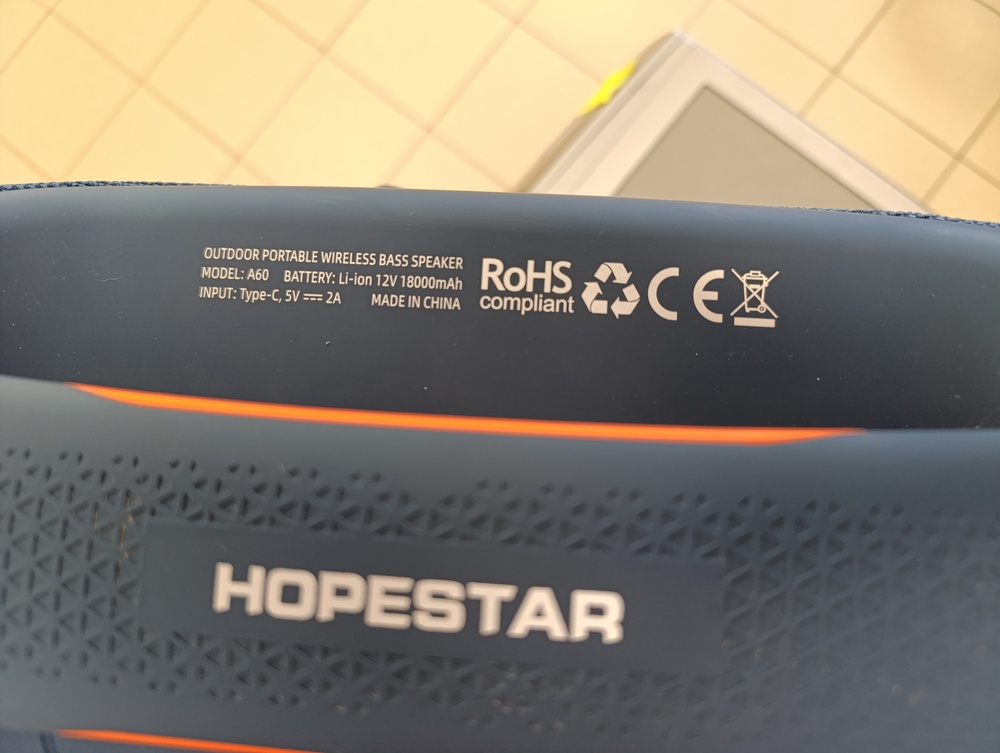 OUTDOOR PORTABLE WIRELESS BASS SPEAKER
MODEL: A60 BATTERY: Li-ion 12V 18000mAh
INPUT: Type-C, 5V ⎓ 2A MADE IN CHINA
RoHS
compliant
CE
HOPESTAR